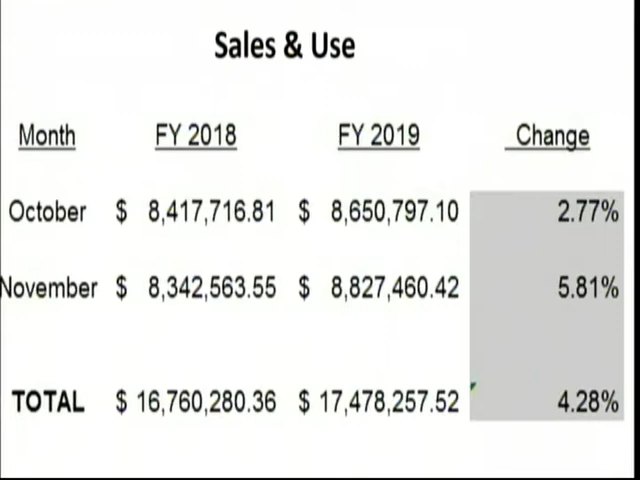 Sales & Use
Month FY 2018 FY 2019 Change
October $ 8,417,716.81 $ 8,650,797.10 2.77%
November $ 8,342,563.55 $ 8,827,460.42 5.81%
TOTAL $ 16,760,280.36 $ 17,478,257.52 4.28%